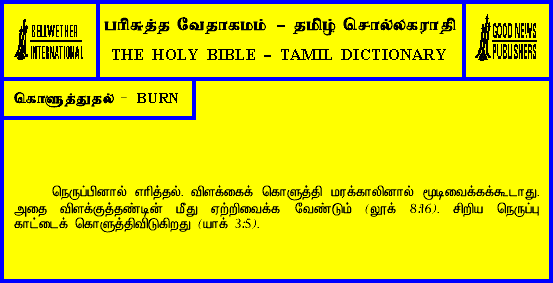 BELLWETHER
INTERNATIONAL
பரிசுத்த வேதாகமம் – தமிழ் சொல்லகராதி
THE HOLY BIBLE – TAMIL DICTIONARY
GOOD NEWS
PUBLISHERS
கொளுத்துதல் - BURN
நெருப்பினால் எரித்தல். விளக்கைக் கொளுத்தி மரக்காலினால் மூடிவைக்கக்கூடாது.
அதை விளக்குத்தண்டின் மீது ஏற்றிவைக்க வேண்டும் (லூக் 8:16). சிறிய நெருப்பு
காட்டைக் கொளுத்திவிடுகிறது (யாக் 3:5).